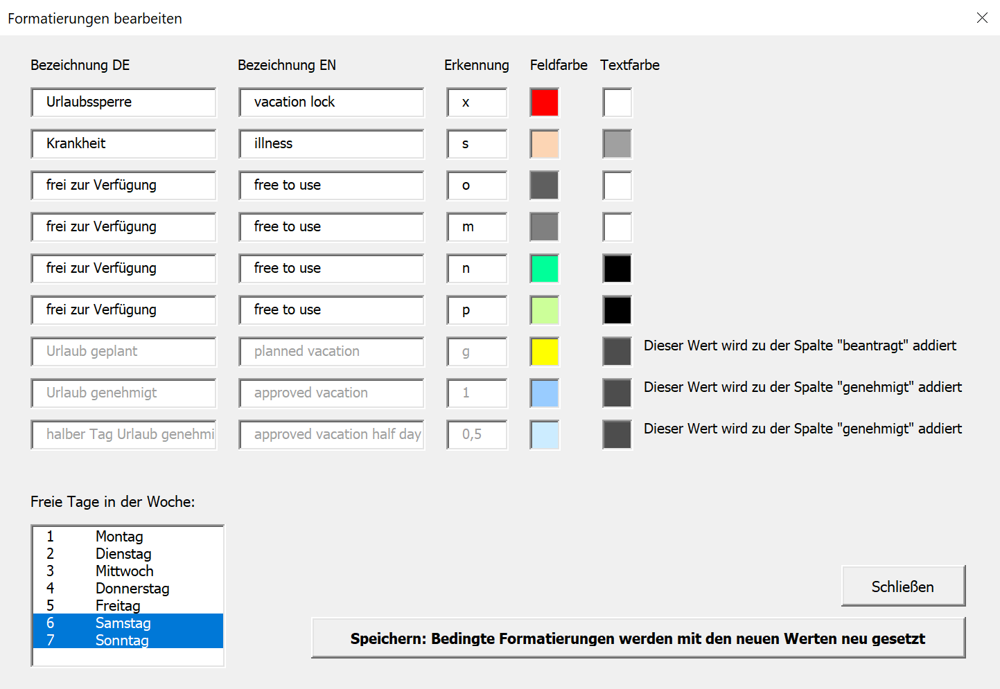 Formatierungen bearbeiten
Bezeichnung DE Bezeichnung EN Erkennung Feldfarbe Textfarbe
Urlaubssperre vacation lock x
Krankheit illness s
frei zur Verfügung free to use o
frei zur Verfügung free to use m
frei zur Verfügung free to use n
frei zur Verfügung free to use p
Urlaub geplant planned vacation g Dieser Wert wird zu der Spalte "beantragt" addiert
Urlaub genehmigt approved vacation 1 Dieser Wert wird zu der Spalte "genehmigt" addiert
halber Tag Urlaub genehmi approved vacation half day 0,5 Dieser Wert wird zu der Spalte "genehmigt" addiert
Freie Tage in der Woche:
1 Montag
2 Dienstag
3 Mittwoch
4 Donnerstag
5 Freitag
6 Samstag
7 Sonntag
Schließen
Speichern: Bedingte Formatierungen werden mit den neuen Werten neu gesetzt